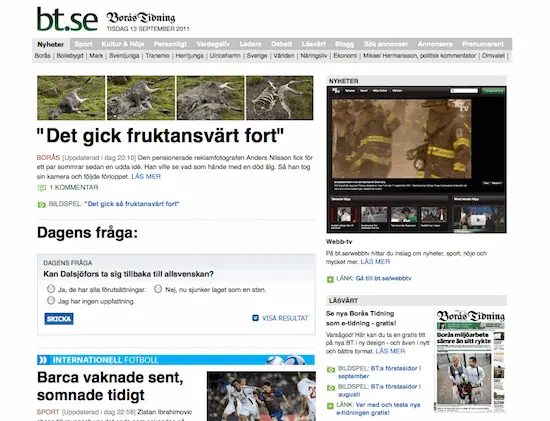 bt.se Borås Tidning
TISDAG 13 SEPTEMBER 2011
Nyheter Sport Kultur & Nöje Personligt Vardagsliv Ledare Debatt Läsvärt Blogg Sök annonser Annonsera Prenumerant
Borås | Bollebygd | Mark | Svenljunga | Tranemo | Herrljunga | Ulricehamn | Sverige | Världen | Näringsliv | Ekonomi | Mikael Hermansson, politisk kommentator | Omvalet |
"Det gick fruktansvärt fort"
BORÅS [Uppdaterad i dag 20:10] Den pensionerade reklamfotografen Anders Nilsson fick för
ett par sommrar sedan en udda idé. Han ville se vad som hände med en död älg. Så han tog
sin kamera och följde förloppet. LÄS MER
1 KOMMENTAR
BILDSPEL: "Det gick så fruktansvärt fort"
Dagens fråga:
DAGENS FRÅGA
Kan Dalsjöfors ta sig tillbaka till allsvenskan?
Ja, de har alla förutsättningar.
Nej, nu sjunker laget som en sten.
Jag har ingen uppfattning.
SKICKA
VISA RESULTAT
INTERNATIONELL FOTBOLL
Barca vaknade sent,
somnade tidigt
SPORT [Uppdaterad i dag 22:58] Zlatan Ibrahimovic
NYHETER
Webb-tv
På bt.se/webbtv hittar du inslag om nyheter, sport, nöje och
mycket mer. LÄS MER
LÄNK: Gå till bt.se/webbtv
LÄSVÄRT
Se nya Borås Tidning
som e-tidning - gratis!
Varsågod! Här kan du ta en gratis titt
på nya BT i ny design - och även i nytt
och bättre format. LÄS MER
BILDSPEL: BT:s förstasidor i
september
BILDSPEL: BT:s förstasidor i
augusti
LÄNK: Var med och testa nya
e-tidningen gratis!
Borås Tidning
Borås miljöarbete
sämre än sitt rykte